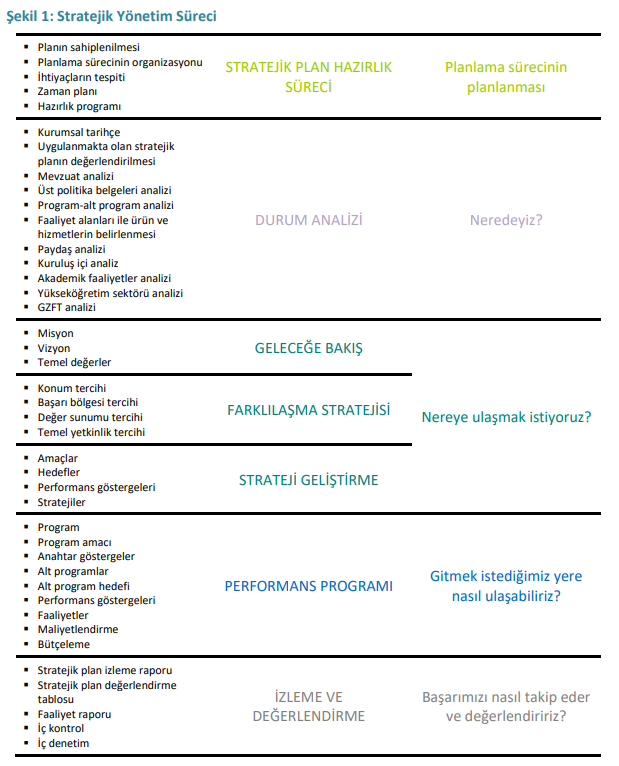 Şekil 1: Stratejik Yönetim Süreci
▪ Planın sahiplenilmesi
▪ Planlama sürecinin organizasyonu
▪ İhtiyaçların tespiti
▪ Zaman planı
▪ Hazırlık programı
STRATEJİK PLAN HAZIRLIK
SÜRECİ
Planlama sürecinin
planlanması
▪ Kurumsal tarihçe
▪ Uygulanmakta olan stratejik
planın değerlendirilmesi
▪ Mevzuat analizi
▪ Üst politika belgeleri analizi
▪ Program-alt program analizi
▪ Faaliyet alanları ile ürün ve
hizmetlerin belirlenmesi
▪ Paydaş analizi
▪ Kuruluş içi analiz
▪ Akademik faaliyetler analizi
▪ Yükseköğretim sektörü analizi
▪ GZFT analizi
DURUM ANALİZİ
Neredeyiz?
▪ Misyon
▪ Vizyon
▪ Temel değerler
GELECEĞE BAKIŞ
▪ Konum tercihi
▪ Başarı bölgesi tercihi
▪ Değer sunumu tercihi
▪ Temel yetkinlik tercihi
FARKLILAŞMA STRATEJİSİ
Nereye ulaşmak istiyoruz?
▪ Amaçlar
▪ Hedefler
▪ Performans göstergeleri
▪ Stratejiler
STRATEJİ GELİŞTİRME
▪ Program
▪ Program amacı
▪ Anahtar göstergeler
▪ Alt programlar
▪ Alt program hedefi
▪ Performans göstergeleri
▪ Faaliyetler
▪ Maliyetlendirme
▪ Bütçeleme
PERFORMANS PROGRAMI
Gitmek istediğimiz yere
nasıl ulaşabiliriz?
▪ Stratejik plan izleme raporu
▪ Stratejik plan değerlendirme
tablosu
▪ Faaliyet raporu
▪ İç kontrol
▪ İç denetim
İZLEME VE
DEĞERLENDİRME
Başarımızı nasıl takip eder
ve değerlendiririz?